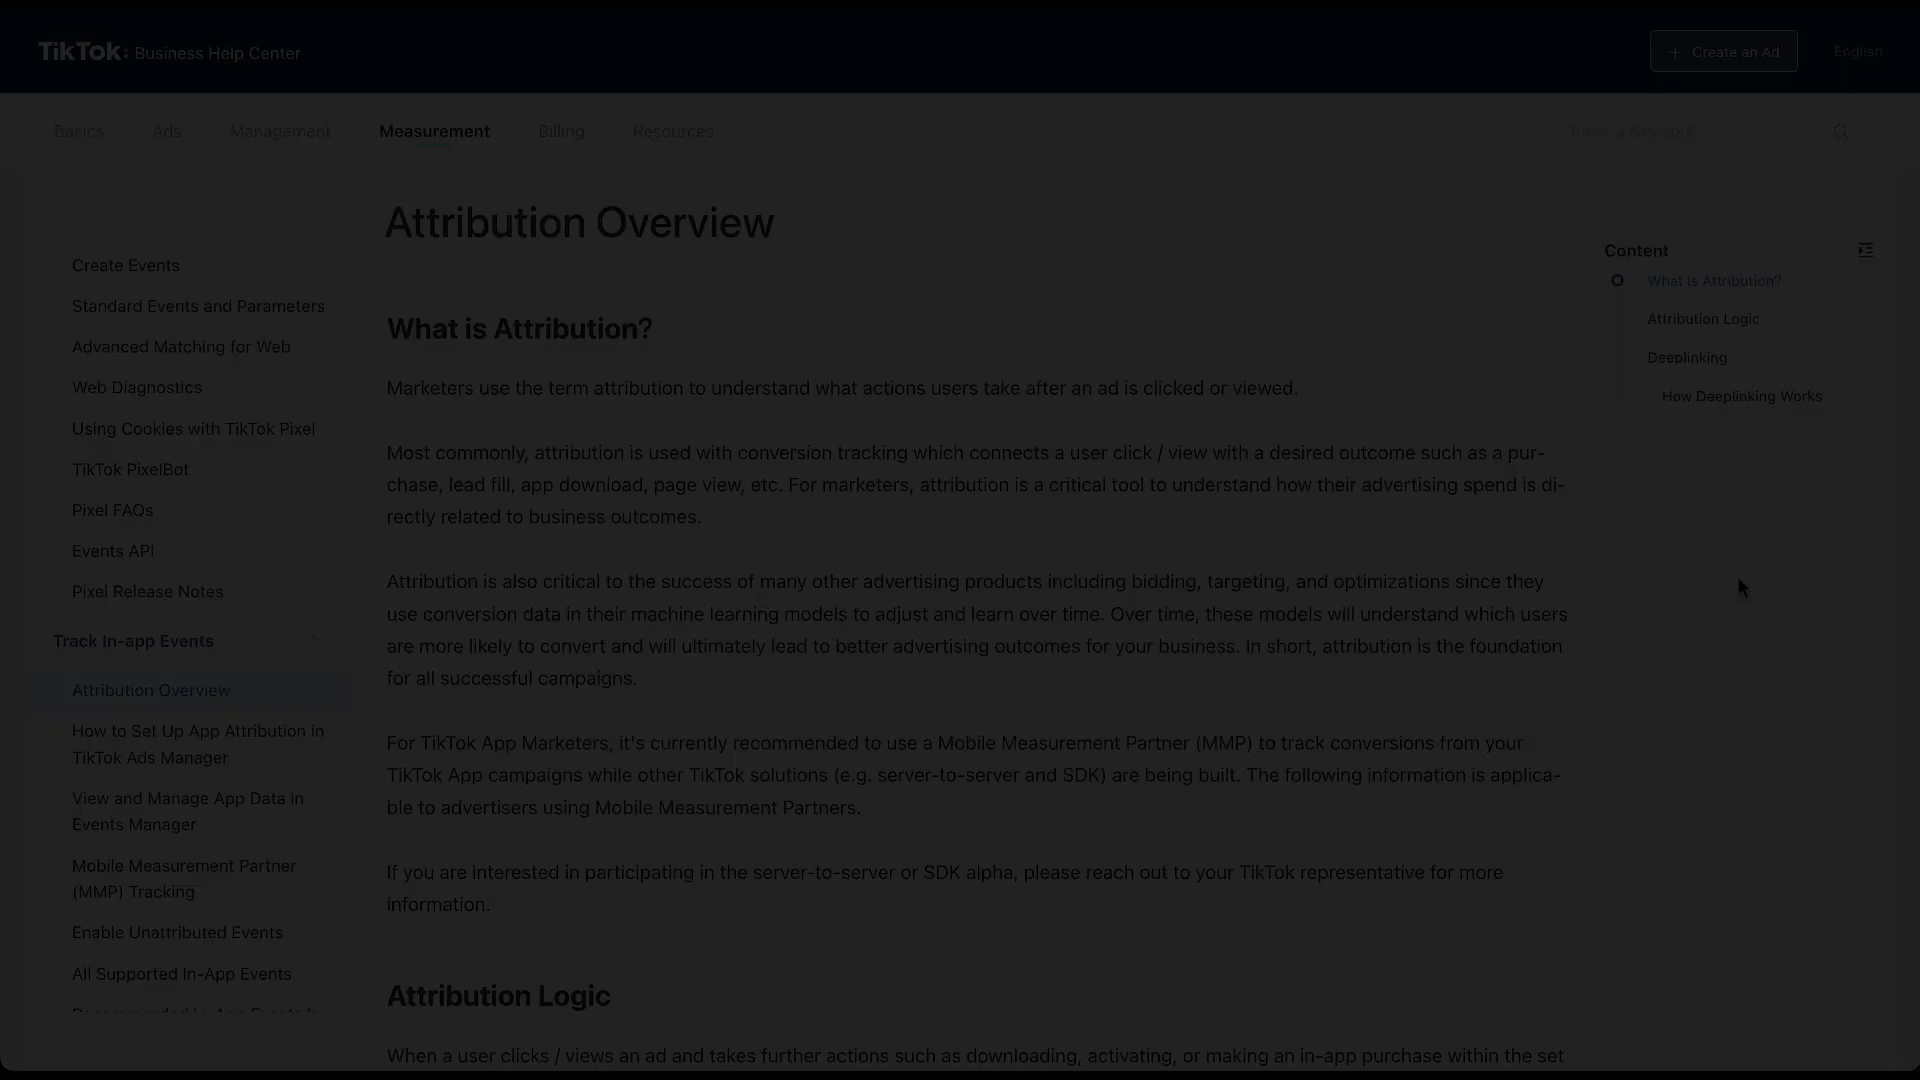 TikTok: Business Help Center
+ Create an Ad
English
Basics
Ads
Management
Measurement
Billing
Resources
Enter a Keyword
Create Events
Standard Events and Parameters
Advanced Matching for Web
Web Diagnostics
Using Cookies with TikTok Pixel
TikTok PixelBot
Pixel FAQs
Events API
Pixel Release Notes
Track In-app Events
Attribution Overview
How to Set Up App Attribution in
TikTok Ads Manager
View and Manage App Data in
Events Manager
Mobile Measurement Partner
(MMP) Tracking
Enable Unattributed Events
All Supported In-App Events
Attribution Overview
What is Attribution?
Marketers use the term attribution to understand what actions users take after an ad is clicked or viewed.
Most commonly, attribution is used with conversion tracking which connects a user click / view with a desired outcome such as a pur-
chase, lead fill, app download, page view, etc. For marketers, attribution is a critical tool to understand how their advertising spend is di-
rectly related to business outcomes.
Attribution is also critical to the success of many other advertising products including bidding, targeting, and optimizations since they
use conversion data in their machine learning models to adjust and learn over time. Over time, these models will understand which users
are more likely to convert and will ultimately lead to better advertising outcomes for your business. In short, attribution is the foundation
for all successful campaigns.
For TikTok App Marketers, it's currently recommended to use a Mobile Measurement Partner (MMP) to track conversions from your
TikTok App campaigns while other TikTok solutions (e.g. server-to-server and SDK) are being built. The following information is applica-
ble to advertisers using Mobile Measurement Partners.
If you are interested in participating in the server-to-server or SDK alpha, please reach out to your TikTok representative for more
information.
Attribution Logic
When a user clicks / views an ad and takes further actions such as downloading, activating, or making an in-app purchase within the set
Content
What is Attribution?
Attribution Logic
Deeplinking
How Deeplinking Works